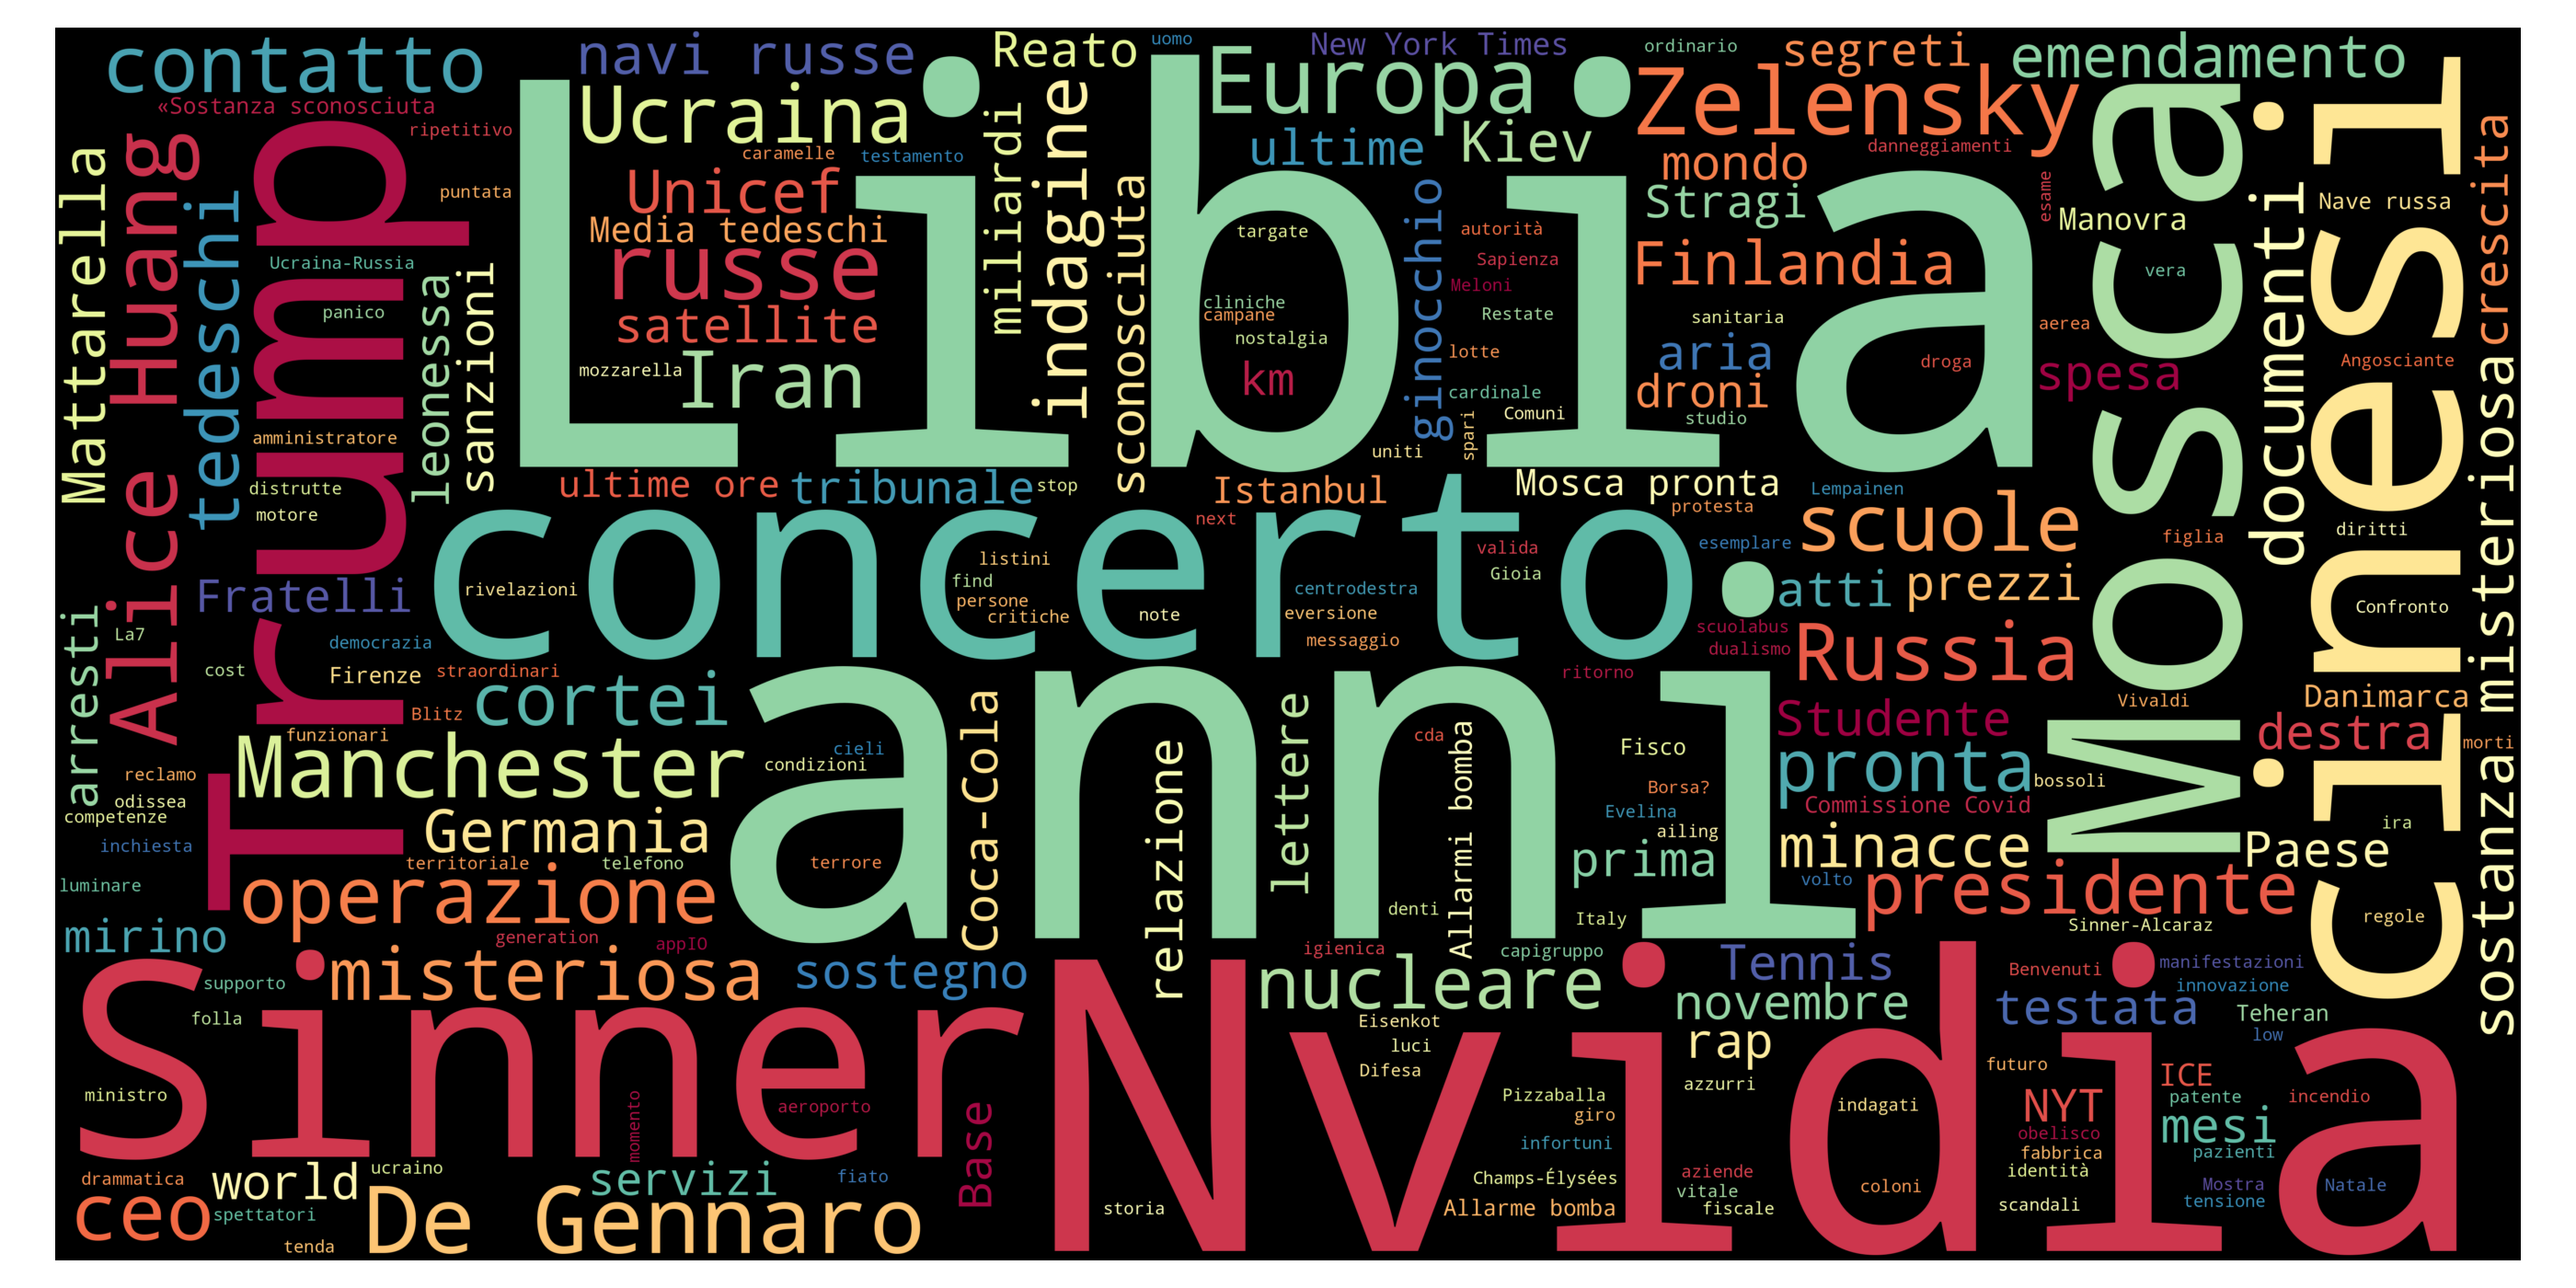 contatto
navi russe
Reato
uomo
Europa
New York Times
ordinario
segreti
emendamento
«Sostanza sconosciuta
ripetitivo
Ucraina
Zelensky
Libia
ultime
Kiev
mondo
danneggiamenti
caramelle
testamento
puntata
Unicef
Media tedeschi
russe
satellite
Iran
mozzarella
miliardi
indagine
sconosciuta
targate
cliniche
campane
nostalgia
km
ginocchio
autorità
Sapienza
Meloni
Restate
lotte
cardinale
Comuni
spari
uniti
Stragi
Finlandia
sanitaria
aria
droni
studio
droga
esame
Manovra
vera
aerea
spesa
Mosca
documenti
cinesi
Nave russa
Angosciante
crescita
misteriosa
sostanza
Mattarella
Alice Huang
tedeschi
Trump
Ucraina-Russia
panico
leonessa
sanzioni
amministratore
distrutte
motore
ultime ore
tribunale
stop
Istanbul
Mosca pronta
Lempainen
protesta
next
concerto
rivelazioni
listini
find
persone
critiche
note
centrodestra
eversione
messaggio
valida
Gioia
esemplare
scuole
figlia
diritti
atti
prezzi
Confronto
scuolabus
dualismo
Russia
Fratelli
arresti
La7
democrazia
cost
Firenze
straordinari
Blitz
cortei
funzionari
anni
ritorno
Vivaldi
Danimarca
Studente
destra
morti
Manchester
reclamo
odissea
competenze
inchiesta
luminare
cieli
condizioni
Coca-Cola
relazione
lettere
cda
Allarmi bomba
Fisco
Borsa?
Evelina
ailing
pronta
bossoli
Commissione Covid
ira
Germania
territoriale
telefono
terrore
prima
minacce
Paese
volto
presidente
operazione
denti
Italy
regole
Sinner-Alcaraz
mirino
generation
appIO
igienica
capigruppo
misteriosa
sostegno
supporto
folla
nucleare
Tennis
Benvenuti
manifestazioni
innovazione
novembre
testata
Teheran
low
Sinner
Nvidia
Eisenkot
luci
Difesa
rap
futuro
ICE
ministro
momento
aeroporto
Base
Pizzaballa
giro
azzurri
indagati
NYT
patente
incendio
obelisco
mesi
infortuni
fabbrica
pazienti
identità
drammatica
world
ucraino
servizi
fiato
Champs-Élysées
aziende
vitale
fiscale
coloni
Mostra
Natale
scandali
tensione
ceo
spettatori
De Gennaro
storia
Allarme bomba
tenda